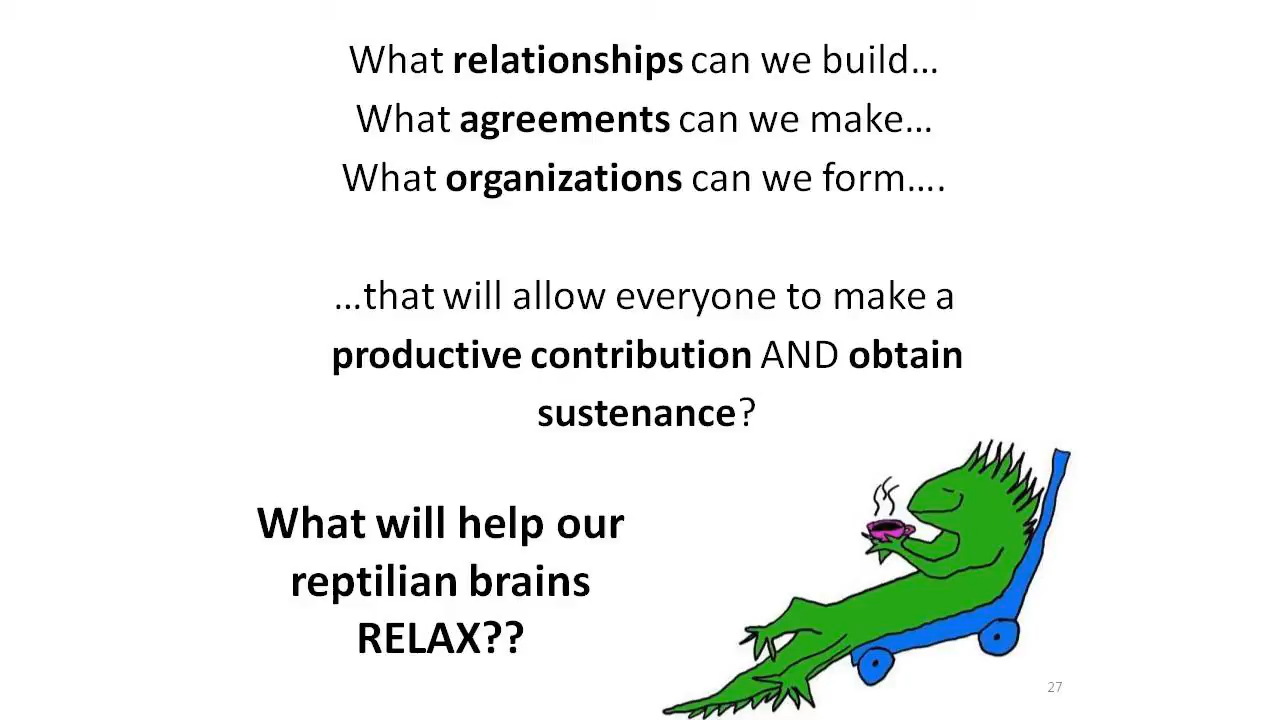 What relationships can we build…
What agreements can we make…
What organizations can we form….
…that will allow everyone to make a
productive contribution AND obtain
sustenance?
What will help our
reptilian brains
RELAX??
27